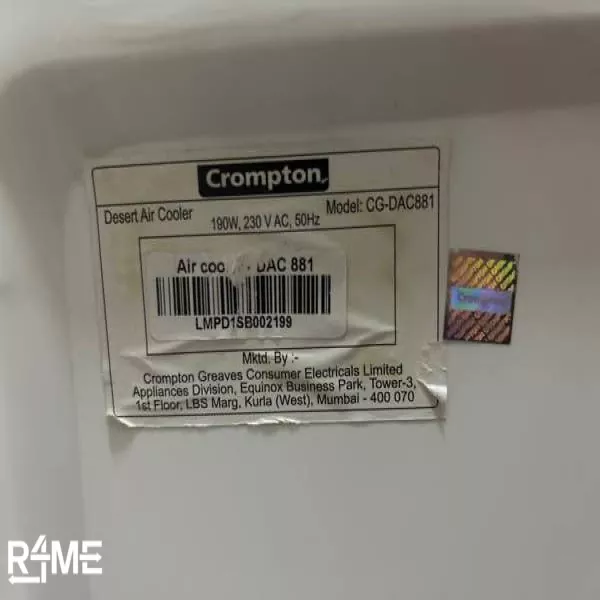 Crompton
Desert Air Cooler
190W, 230 V AC, 50Hz
Model: CG-DAC881
Air DAC 881
LMPD1SB002199
Mktd. By :-
Crompton Greaves Consumer Electricals Limited
Appliances Division, Equinox Business Park, Tower-3,
1st Floor, LBS Marg, Kurla (West), Mumbai - 400 070
Crompton
R4ME